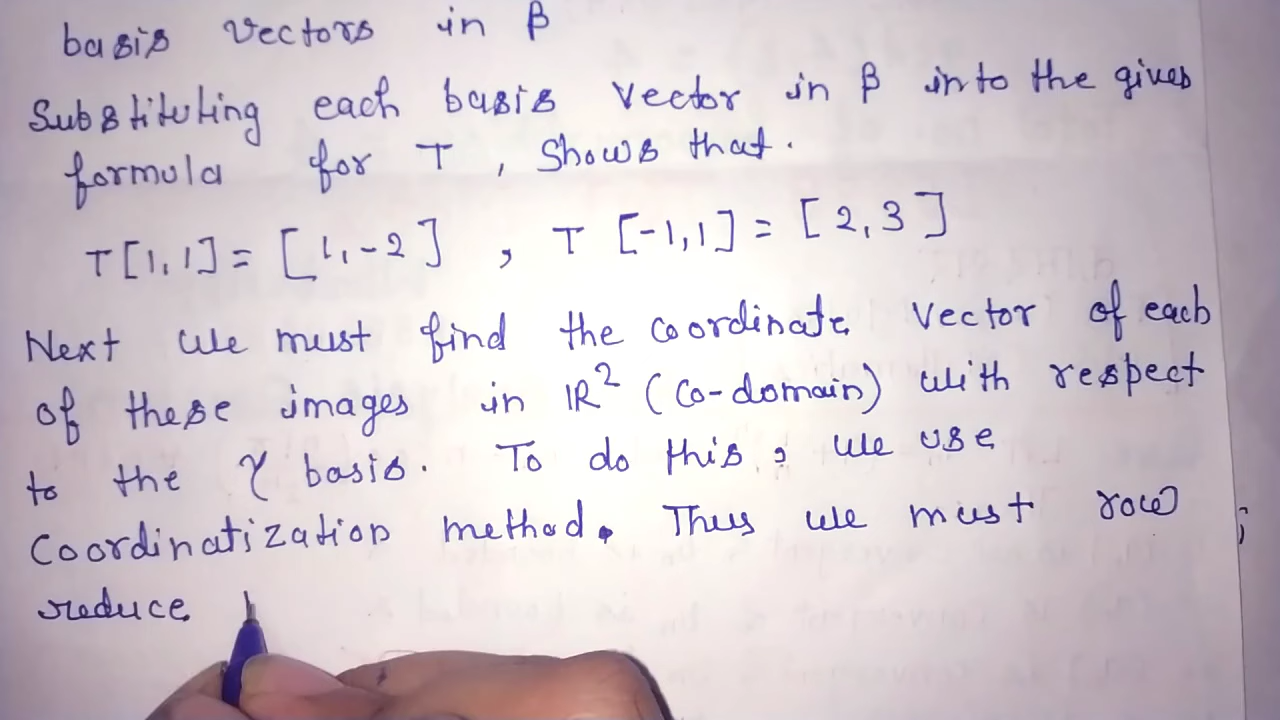 basis vectors in β
Substituting each basis vector in β into the gives
formula for T, shows that.
T[1,1] = [1,-2] , T [-1,1] = [2,3]
Next we must find the coordinate vector of each
of these images in ℝ² (co-domain) with respect
to the γ basis. To do this, we use
Coordinatization method. Thus we must row
reduce